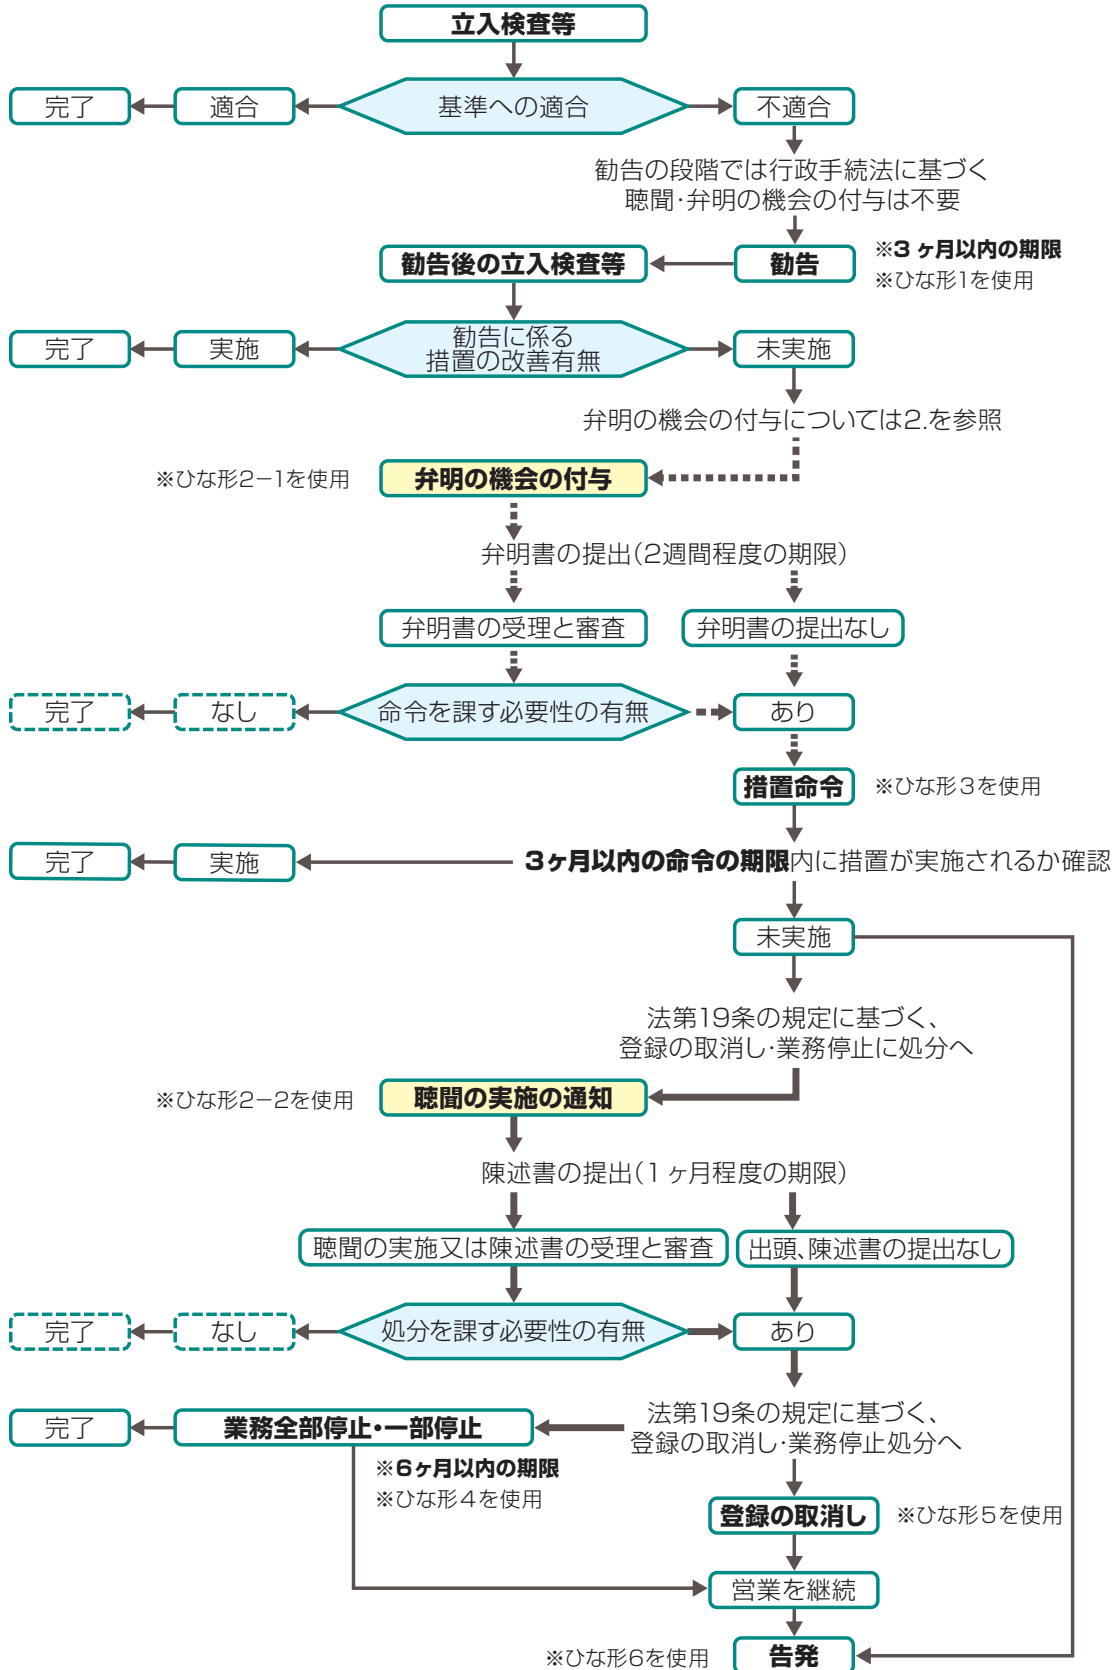 立入検査等
完了
適合
基準への適合
不適合
勧告の段階では行政手続法に基づく
聴聞・弁明の機会の付与は不要
勧告後の立入検査等
勧告
※3ヶ月以内の期限
※ひな形1を使用
完了
実施
勧告に係る
措置の改善有無
未実施
弁明の機会の付与については2.を参照
※ひな形2−1を使用
弁明の機会の付与
弁明書の提出(2週間程度の期限)
弁明書の受理と審査
弁明書の提出なし
完了
なし
命令を課す必要性の有無
あり
措置命令
※ひな形3を使用
完了
実施
3ヶ月以内の命令の期限内に措置が実施されるか確認
未実施
法第19条の規定に基づく、
登録の取消し・業務停止に処分へ
※ひな形2−2を使用
聴聞の実施の通知
陳述書の提出(1ヶ月程度の期限)
聴聞の実施又は陳述書の受理と審査
出頭、陳述書の提出なし
完了
なし
処分を課す必要性の有無
あり
完了
業務全部停止・一部停止
法第19条の規定に基づく、
登録の取消し・業務停止処分へ
※6ヶ月以内の期限
※ひな形4を使用
登録の取消し
※ひな形5を使用
営業を継続
※ひな形6を使用
告発